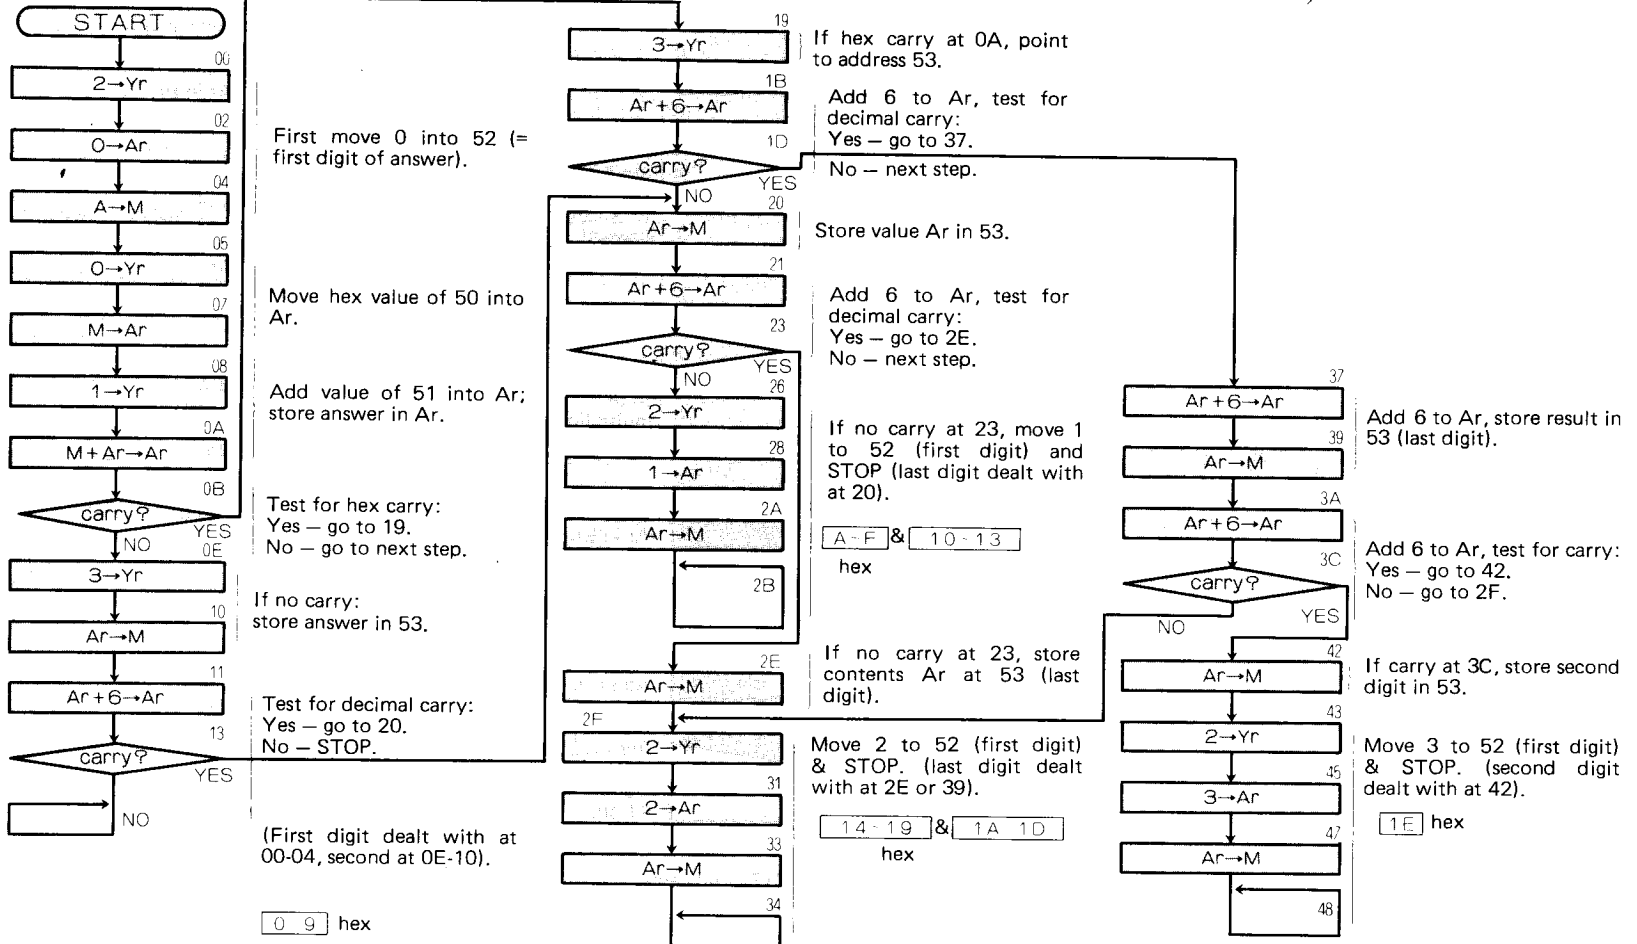 START
00
2→Yr
02
0→Ar
04
A→M
05
0→Yr
07
M→Ar
08
1→Yr
0A
M+Ar→Ar
0B
carry?
YES
NO
0E
3→Yr
10
Ar→M
11
Ar+6→Ar
13
carry?
YES
NO
First move 0 into 52 (=
first digit of answer).
Move hex value of 50 into
Ar.
Add value of 51 into Ar;
store answer in Ar.
Test for hex carry:
Yes – go to 19.
No – go to next step.
If no carry:
store answer in 53.
Test for decimal carry:
Yes – go to 20.
No – STOP.
(First digit dealt with at
00-04, second at 0E-10).
0 9 hex
19
3→Yr
1B
Ar+6→Ar
1D
carry?
YES
NO
20
Ar→M
21
Ar+6→Ar
23
carry?
YES
NO
26
2→Yr
28
1→Ar
2A
Ar→M
2B
2E
Ar→M
2F
2→Yr
31
2→Ar
33
Ar→M
34
If hex carry at 0A, point
to address 53.
Add 6 to Ar, test for
decimal carry:
Yes – go to 37.
No – next step.
Store value Ar in 53.
Add 6 to Ar, test for
decimal carry:
Yes – go to 2E.
No – next step.
If no carry at 23, move 1
to 52 (first digit) and
STOP (last digit dealt with
at 20).
A-F & 10-13
hex
If no carry at 23, store
contents Ar at 53 (last
digit).
Move 2 to 52 (first digit)
& STOP. (last digit dealt
with at 2E or 39).
14-19 & 1A 1D
hex
37
Ar+6→Ar
39
Ar→M
3A
Ar+6→Ar
3C
carry?
YES
NO
42
Ar→M
43
2→Yr
45
3→Ar
47
Ar→M
48
Add 6 to Ar, store result in
53 (last digit).
Add 6 to Ar, test for carry:
Yes – go to 42.
No – go to 2F.
If carry at 3C, store second
digit in 53.
Move 3 to 52 (first digit)
& STOP. (second digit
dealt with at 42).
1E hex